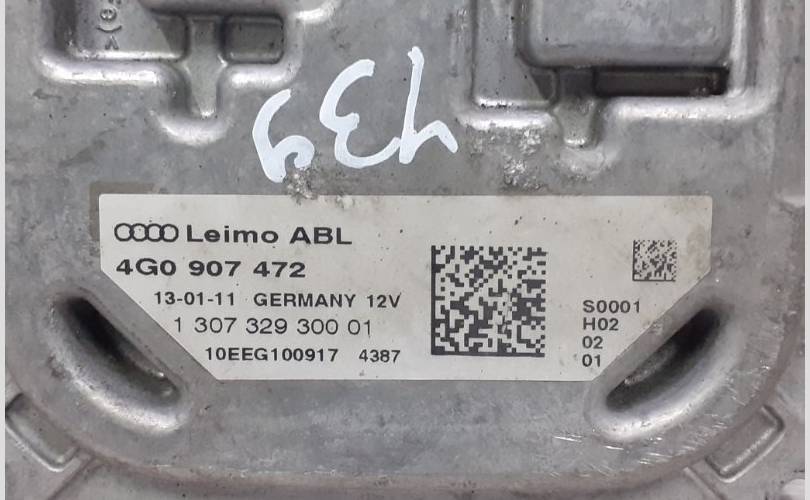 439
Leimo ABL
4G0 907 472
13-01-11 GERMANY 12V
1 307 329 300 01
10EEG100917 4387
S0001
H02
02
01